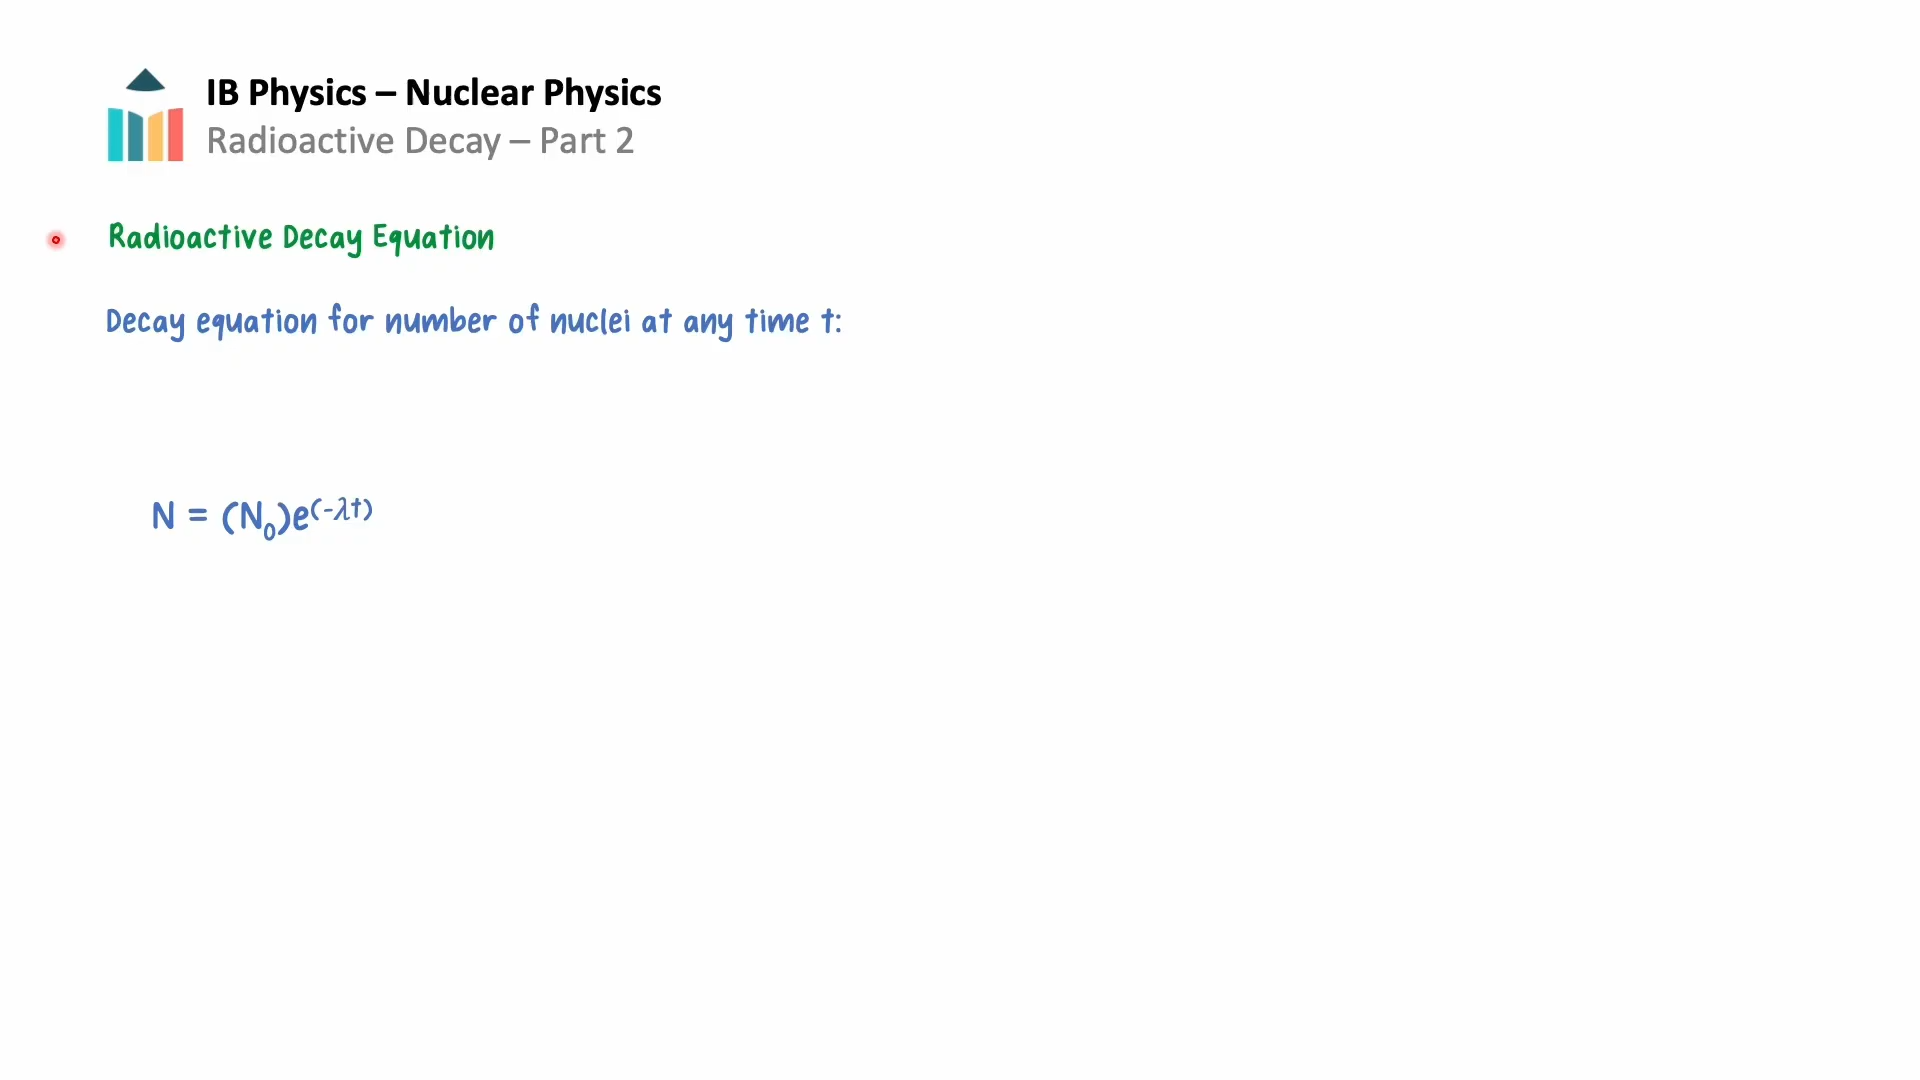 IB Physics – Nuclear Physics
Radioactive Decay – Part 2
Radioactive Decay Equation
Decay equation for number of nuclei at any time t:
N = (N₀)e^(-λt)